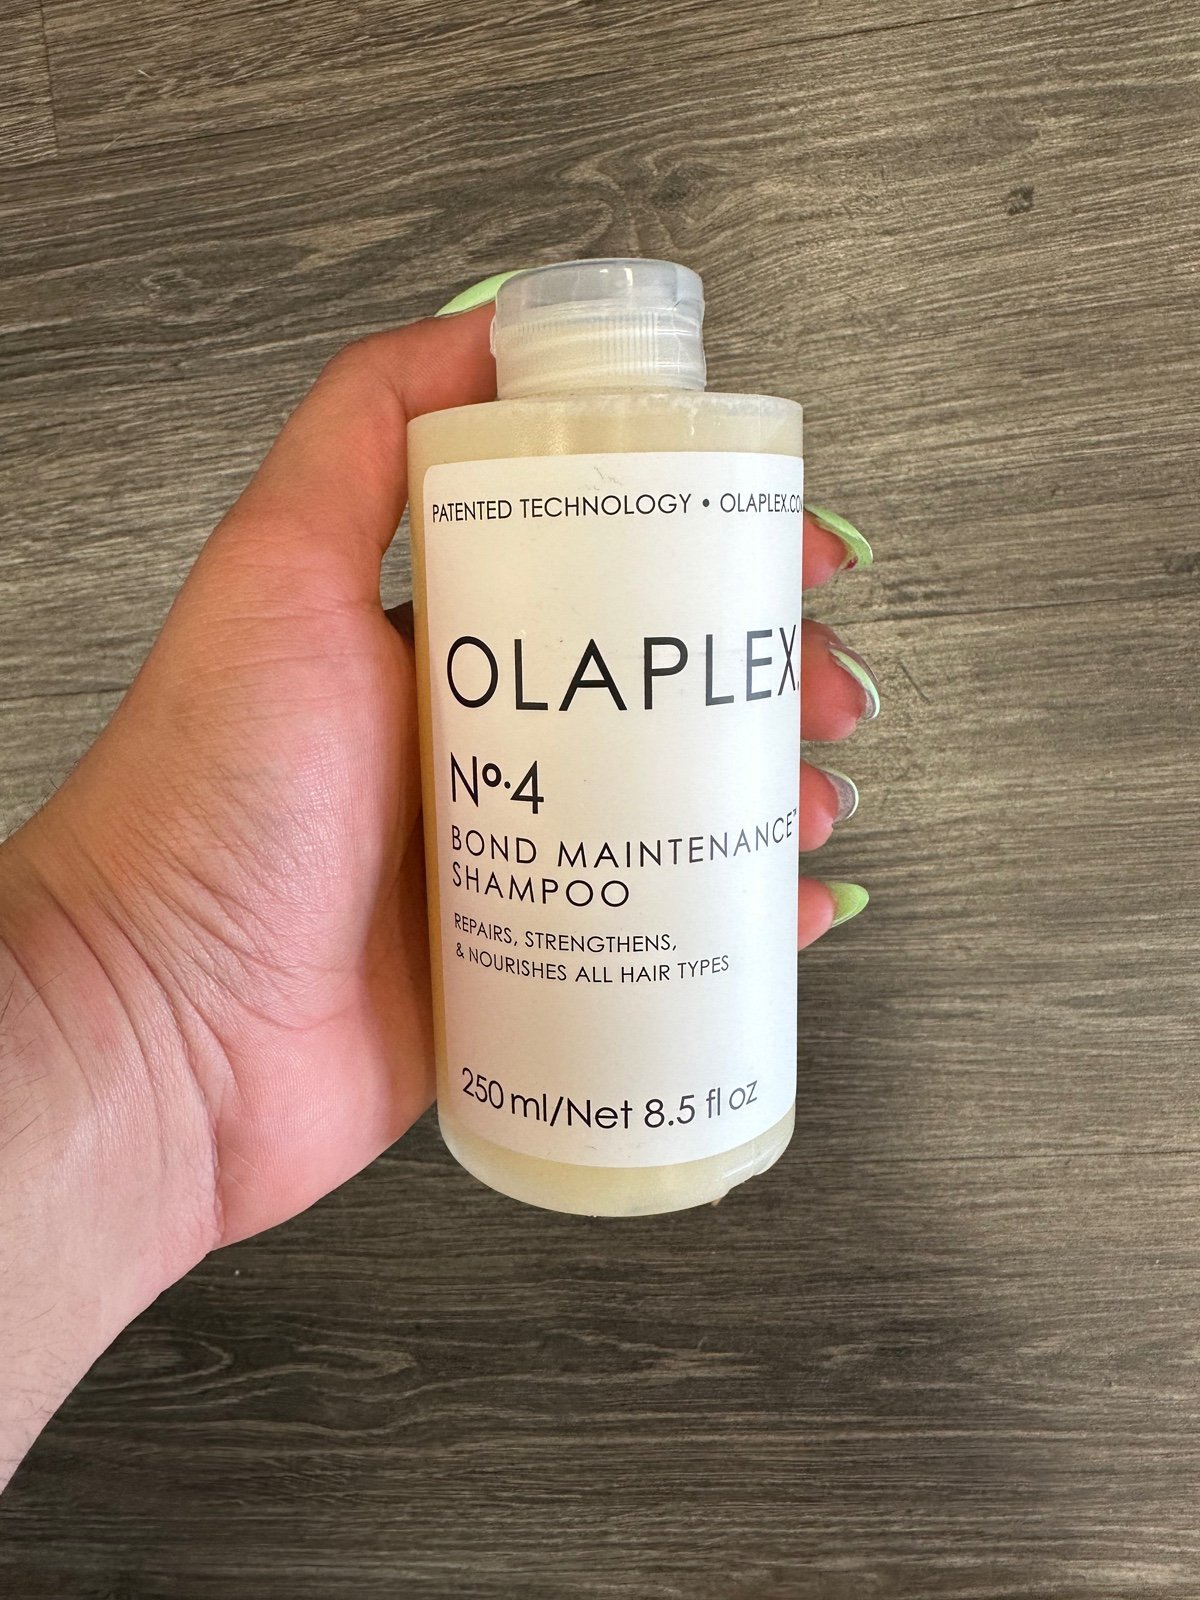 PATENTED TECHNOLOGY • OLAPLEX.CO
OLAPLEX.
Nº.4
BOND MAINTENANCE™
SHAMPOO
REPAIRS, STRENGTHENS,
& NOURISHES ALL HAIR TYPES
250 ml/Net 8.5 fl oz